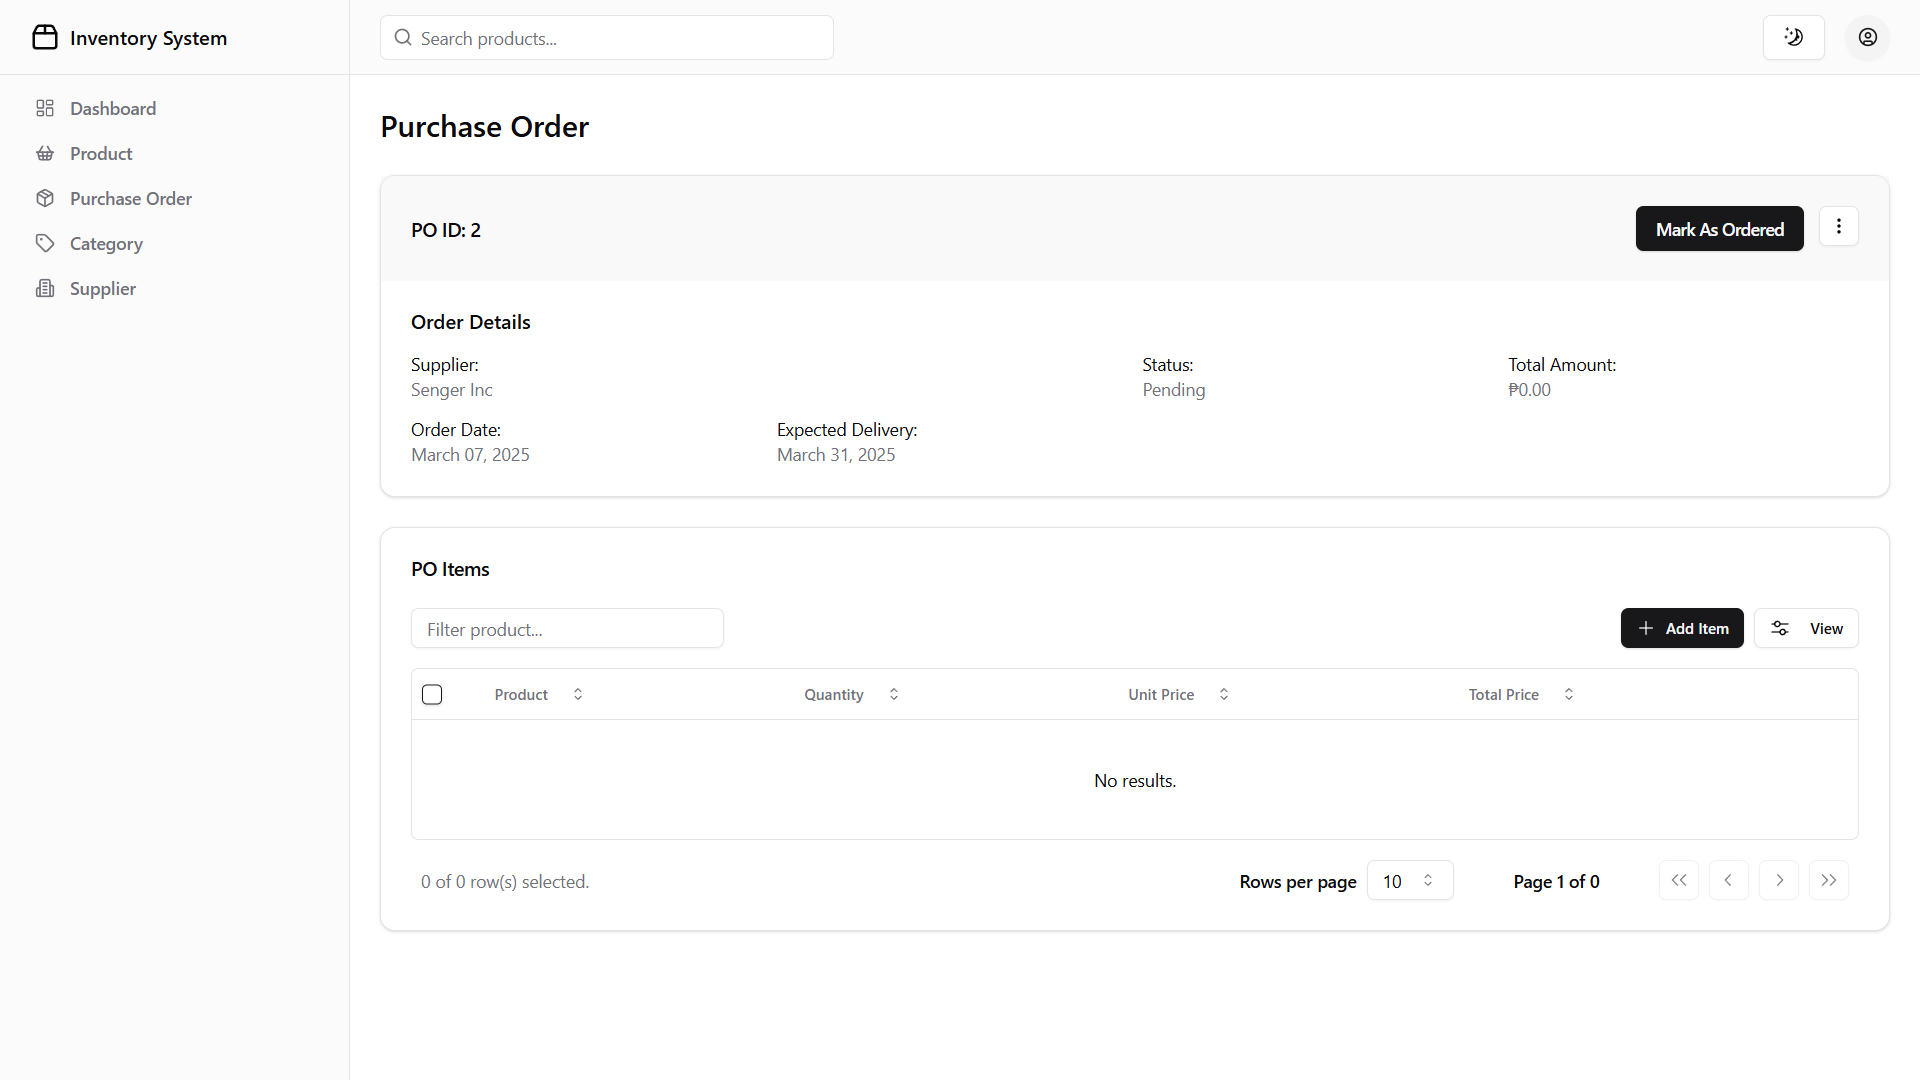 Inventory System
Search products...
Dashboard
Product
Purchase Order
Category
Supplier
Purchase Order
PO ID: 2
Mark As Ordered
Order Details
Supplier:
Senger Inc
Status:
Pending
Total Amount:
₱0.00
Order Date:
March 07, 2025
Expected Delivery:
March 31, 2025
PO Items
Filter product...
Add Item
View
Product
Quantity
Unit Price
Total Price
No results.
0 of 0 row(s) selected.
Rows per page
10
Page 1 of 0